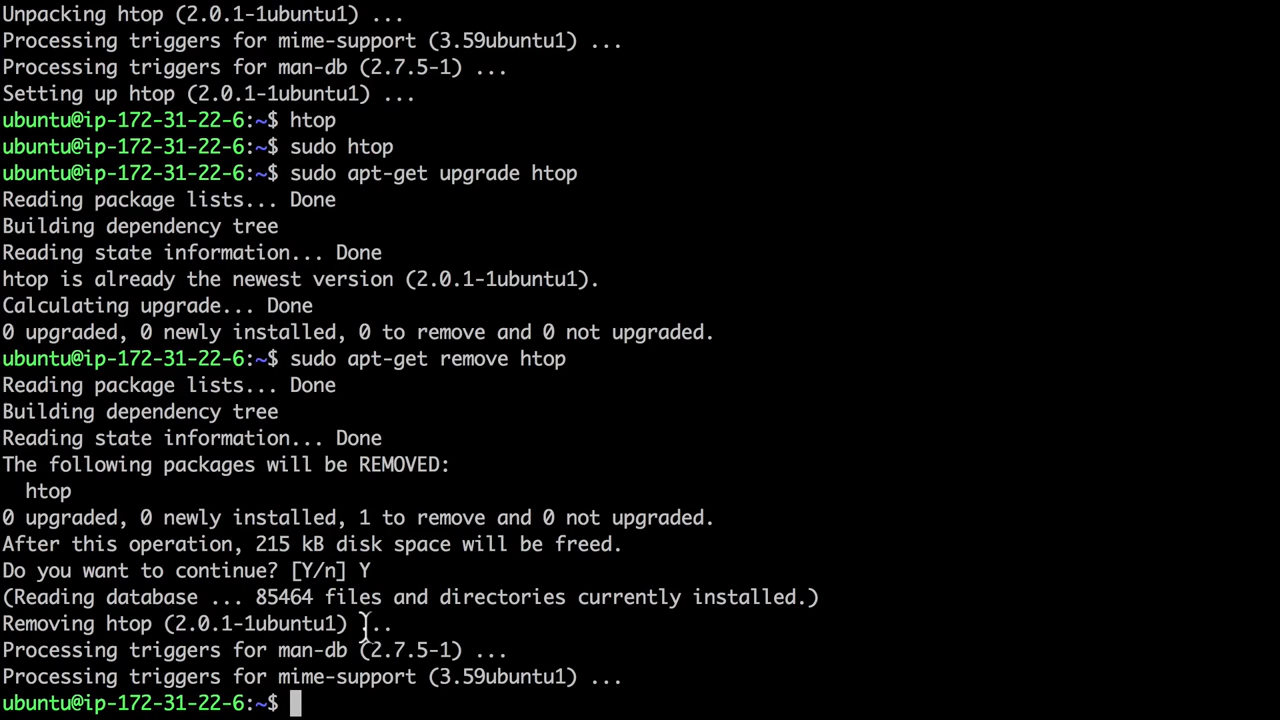 Unpacking htop (2.0.1-1ubuntu1) ...
Processing triggers for mime-support (3.59ubuntu1) ...
Processing triggers for man-db (2.7.5-1) ...
Setting up htop (2.0.1-1ubuntu1) ...
ubuntu@ip-172-31-22-6:~$ htop
ubuntu@ip-172-31-22-6:~$ sudo htop
ubuntu@ip-172-31-22-6:~$ sudo apt-get upgrade htop
Reading package lists... Done
Building dependency tree
Reading state information... Done
htop is already the newest version (2.0.1-1ubuntu1).
Calculating upgrade... Done
0 upgraded, 0 newly installed, 0 to remove and 0 not upgraded.
ubuntu@ip-172-31-22-6:~$ sudo apt-get remove htop
Reading package lists... Done
Building dependency tree
Reading state information... Done
The following packages will be REMOVED:
  htop
0 upgraded, 0 newly installed, 1 to remove and 0 not upgraded.
After this operation, 215 kB disk space will be freed.
Do you want to continue? [Y/n] Y
(Reading database ... 85464 files and directories currently installed.)
Removing htop (2.0.1-1ubuntu1) ...
Processing triggers for man-db (2.7.5-1) ...
Processing triggers for mime-support (3.59ubuntu1) ...
ubuntu@ip-172-31-22-6:~$